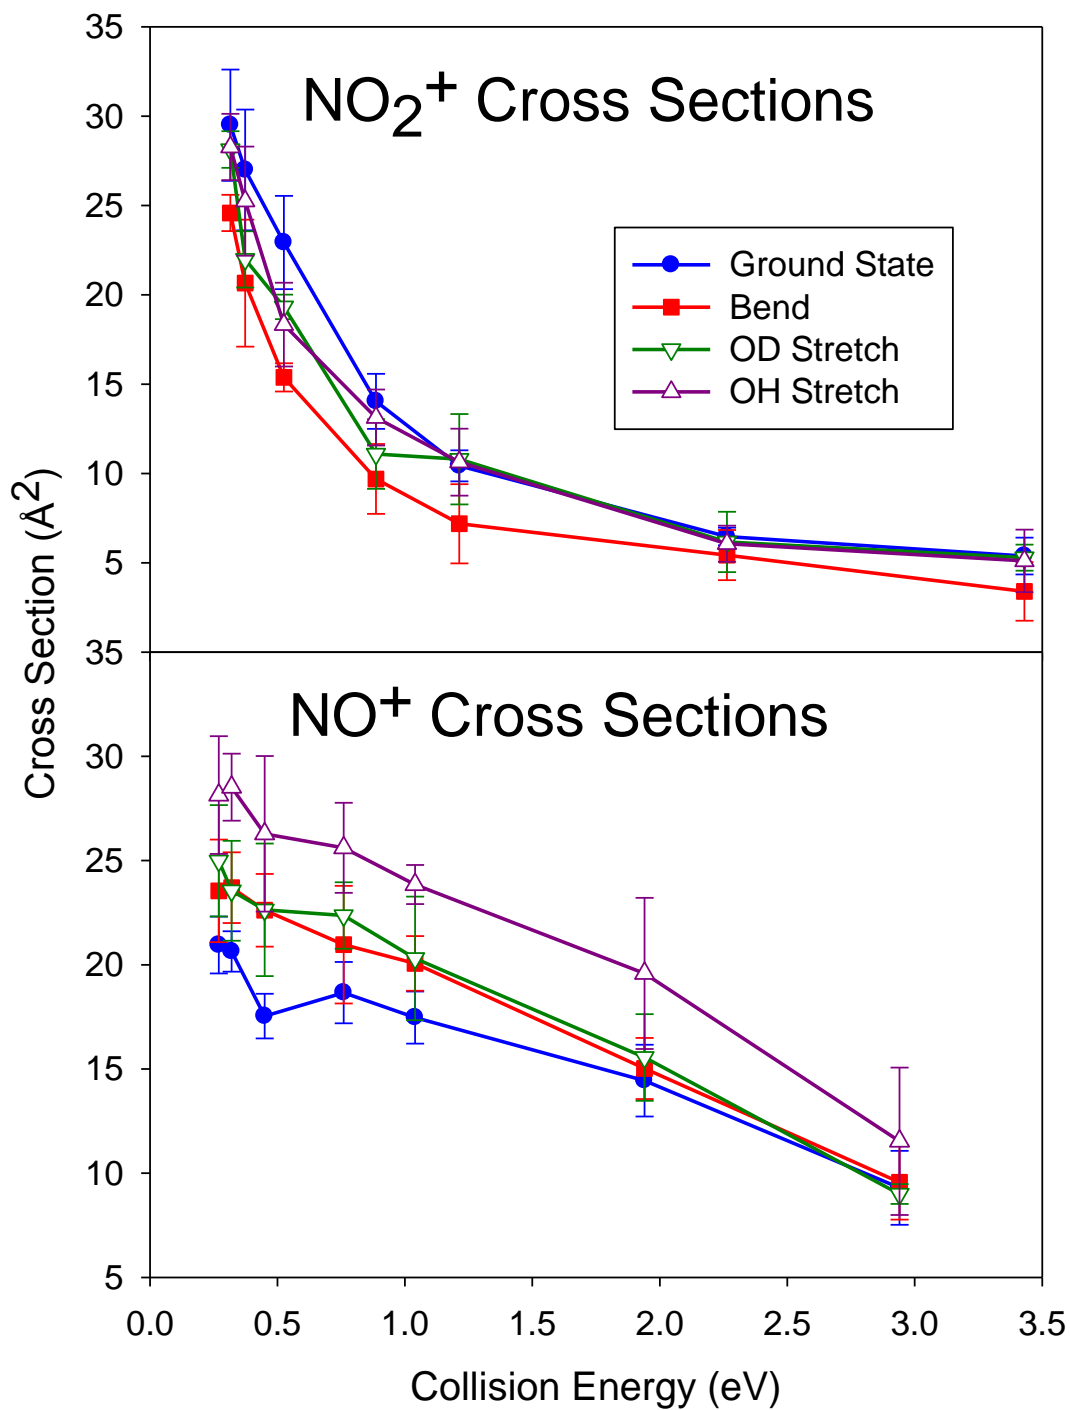 NO₂⁺ Cross Sections
35
30
25
20
15
10
5
Ground State
Bend
OD Stretch
OH Stretch
Cross Section (Å²)
NO⁺ Cross Sections
35
30
25
20
15
10
5
0.0 0.5 1.0 1.5 2.0 2.5 3.0 3.5
Collision Energy (eV)